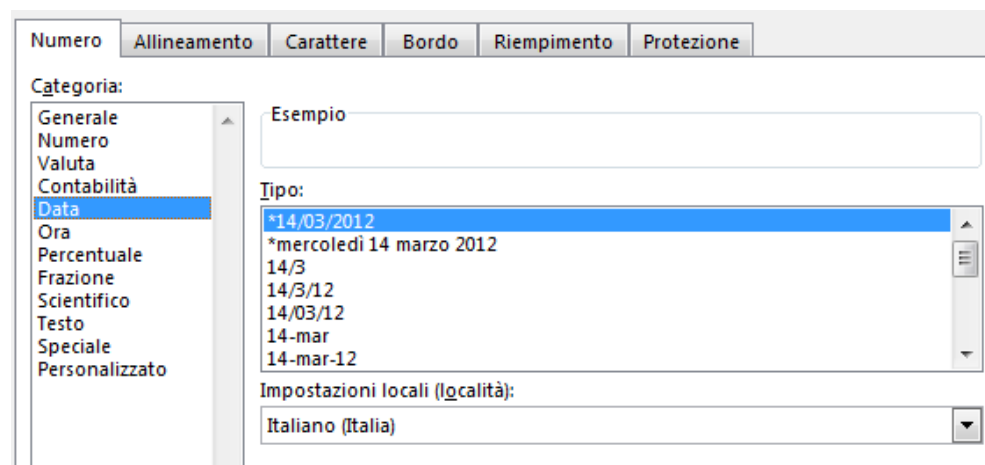 Numero Allineamento Carattere Bordo Riempimento Protezione
Categoria:
Generale
Numero
Valuta
Contabilità
Data
Ora
Percentuale
Frazione
Scientifico
Testo
Speciale
Personalizzato
Esempio
Tipo:
*14/03/2012
*mercoledì 14 marzo 2012
14/3
14/3/12
14/03/12
14-mar
14-mar-12
Impostazioni locali (località):
Italiano (Italia)